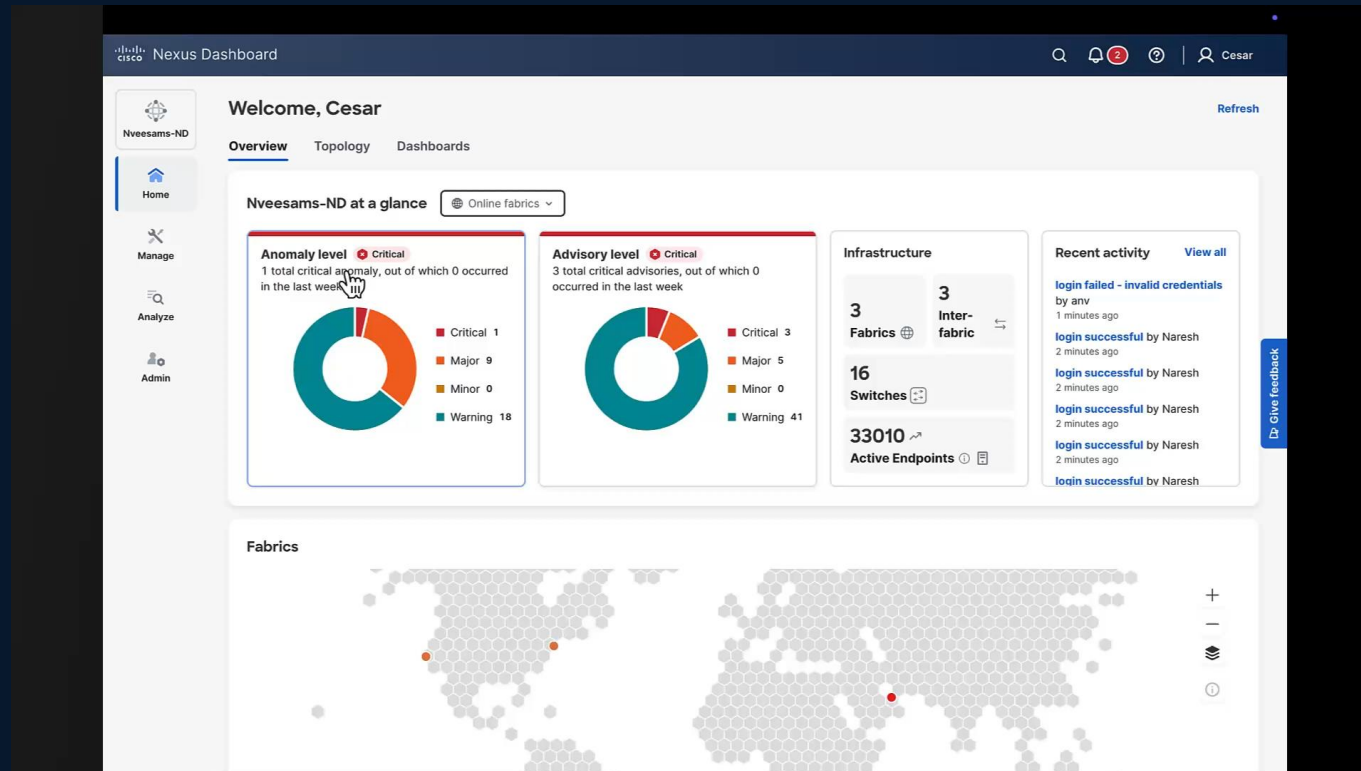 cisco Nexus Dashboard
2
Cesar
Nveesams-ND
Home
Manage
Analyze
Admin
Welcome, Cesar
Refresh
Overview Topology Dashboards
Nveesams-ND at a glance
Online fabrics
Anomaly level Critical
1 total critical anomaly, out of which 0 occurred
in the last week
Critical 1
Major 9
Minor 0
Warning 18
Advisory level Critical
3 total critical advisories, out of which 0
occurred in the last week
Critical 3
Major 5
Minor 0
Warning 41
Infrastructure
3
Fabrics
3
Inter-
fabric
16
Switches
33010
Active Endpoints
Recent activity View all
login failed - invalid credentials
by anv
1 minutes ago
login successful by Naresh
2 minutes ago
login successful by Naresh
2 minutes ago
login successful by Naresh
2 minutes ago
login successful by Naresh
2 minutes ago
login successful by Naresh
Give feedback
Fabrics